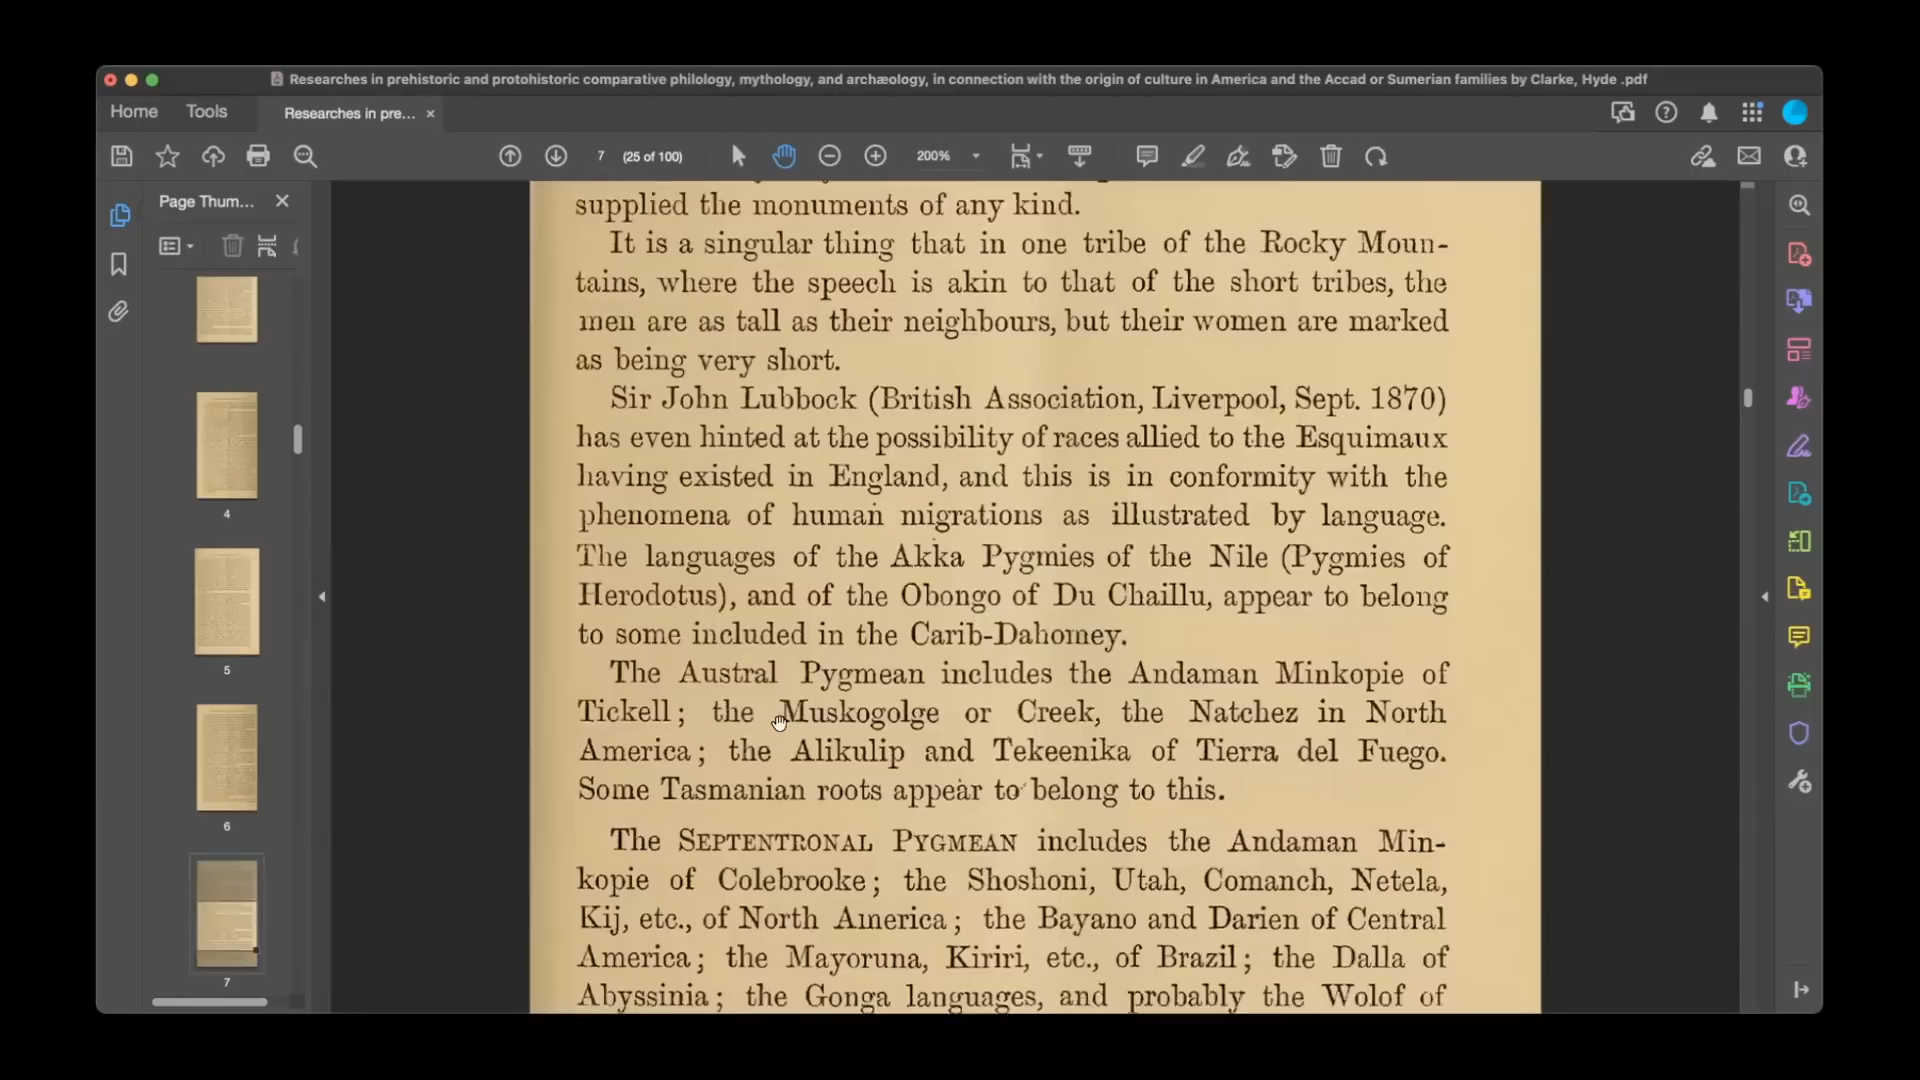 Researches in prehistoric and protohistoric comparative philology, mythology, and archæology, in connection with the origin of culture in America and the Accad or Sumerian families by Clarke, Hyde .pdf
Home Tools Researches in pre... ×
7 (25 of 100) 200%
Page Thum...
4
5
6
7
supplied the monuments of any kind.
It is a singular thing that in one tribe of the Rocky Moun-
tains, where the speech is akin to that of the short tribes, the
men are as tall as their neighbours, but their women are marked
as being very short.
Sir John Lubbock (British Association, Liverpool, Sept. 1870)
has even hinted at the possibility of races allied to the Esquimaux
having existed in England, and this is in conformity with the
phenomena of human migrations as illustrated by language.
The languages of the Akka Pygmies of the Nile (Pygmies of
Herodotus), and of the Obongo of Du Chaillu, appear to belong
to some included in the Carib-Dahomey.
The Austral Pygmean includes the Andaman Minkopie of
Tickell; the Muskogolge or Creek, the Natchez in North
America; the Alikulip and Tekeenika of Tierra del Fuego.
Some Tasmanian roots appear to belong to this.
The SEPTENTRONAL PYGMEAN includes the Andaman Min-
kopie of Colebrooke; the Shoshoni, Utah, Comanch, Netela,
Kij, etc., of North America; the Bayano and Darien of Central
America; the Mayoruna, Kiriri, etc., of Brazil; the Dalla of
Abyssinia; the Gonga languages, and probably the Wolof of